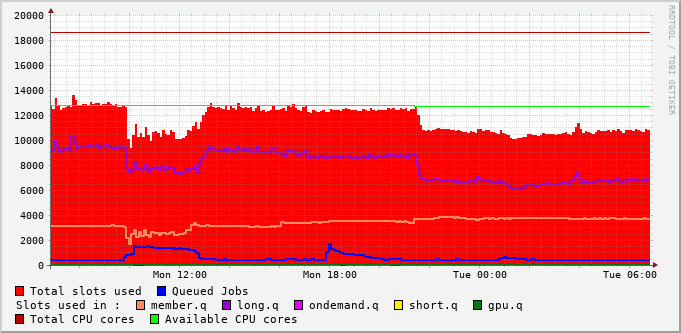 RRDTOOL / TOBI OETIKER
20000
18000
16000
14000
12000
10000
8000
6000
4000
2000
0
Mon 12:00 Mon 18:00 Tue 00:00 Tue 06:00
Total slots used Queued Jobs
Slots used in : member.q long.q ondemand.q short.q gpu.q
Total CPU cores Available CPU cores